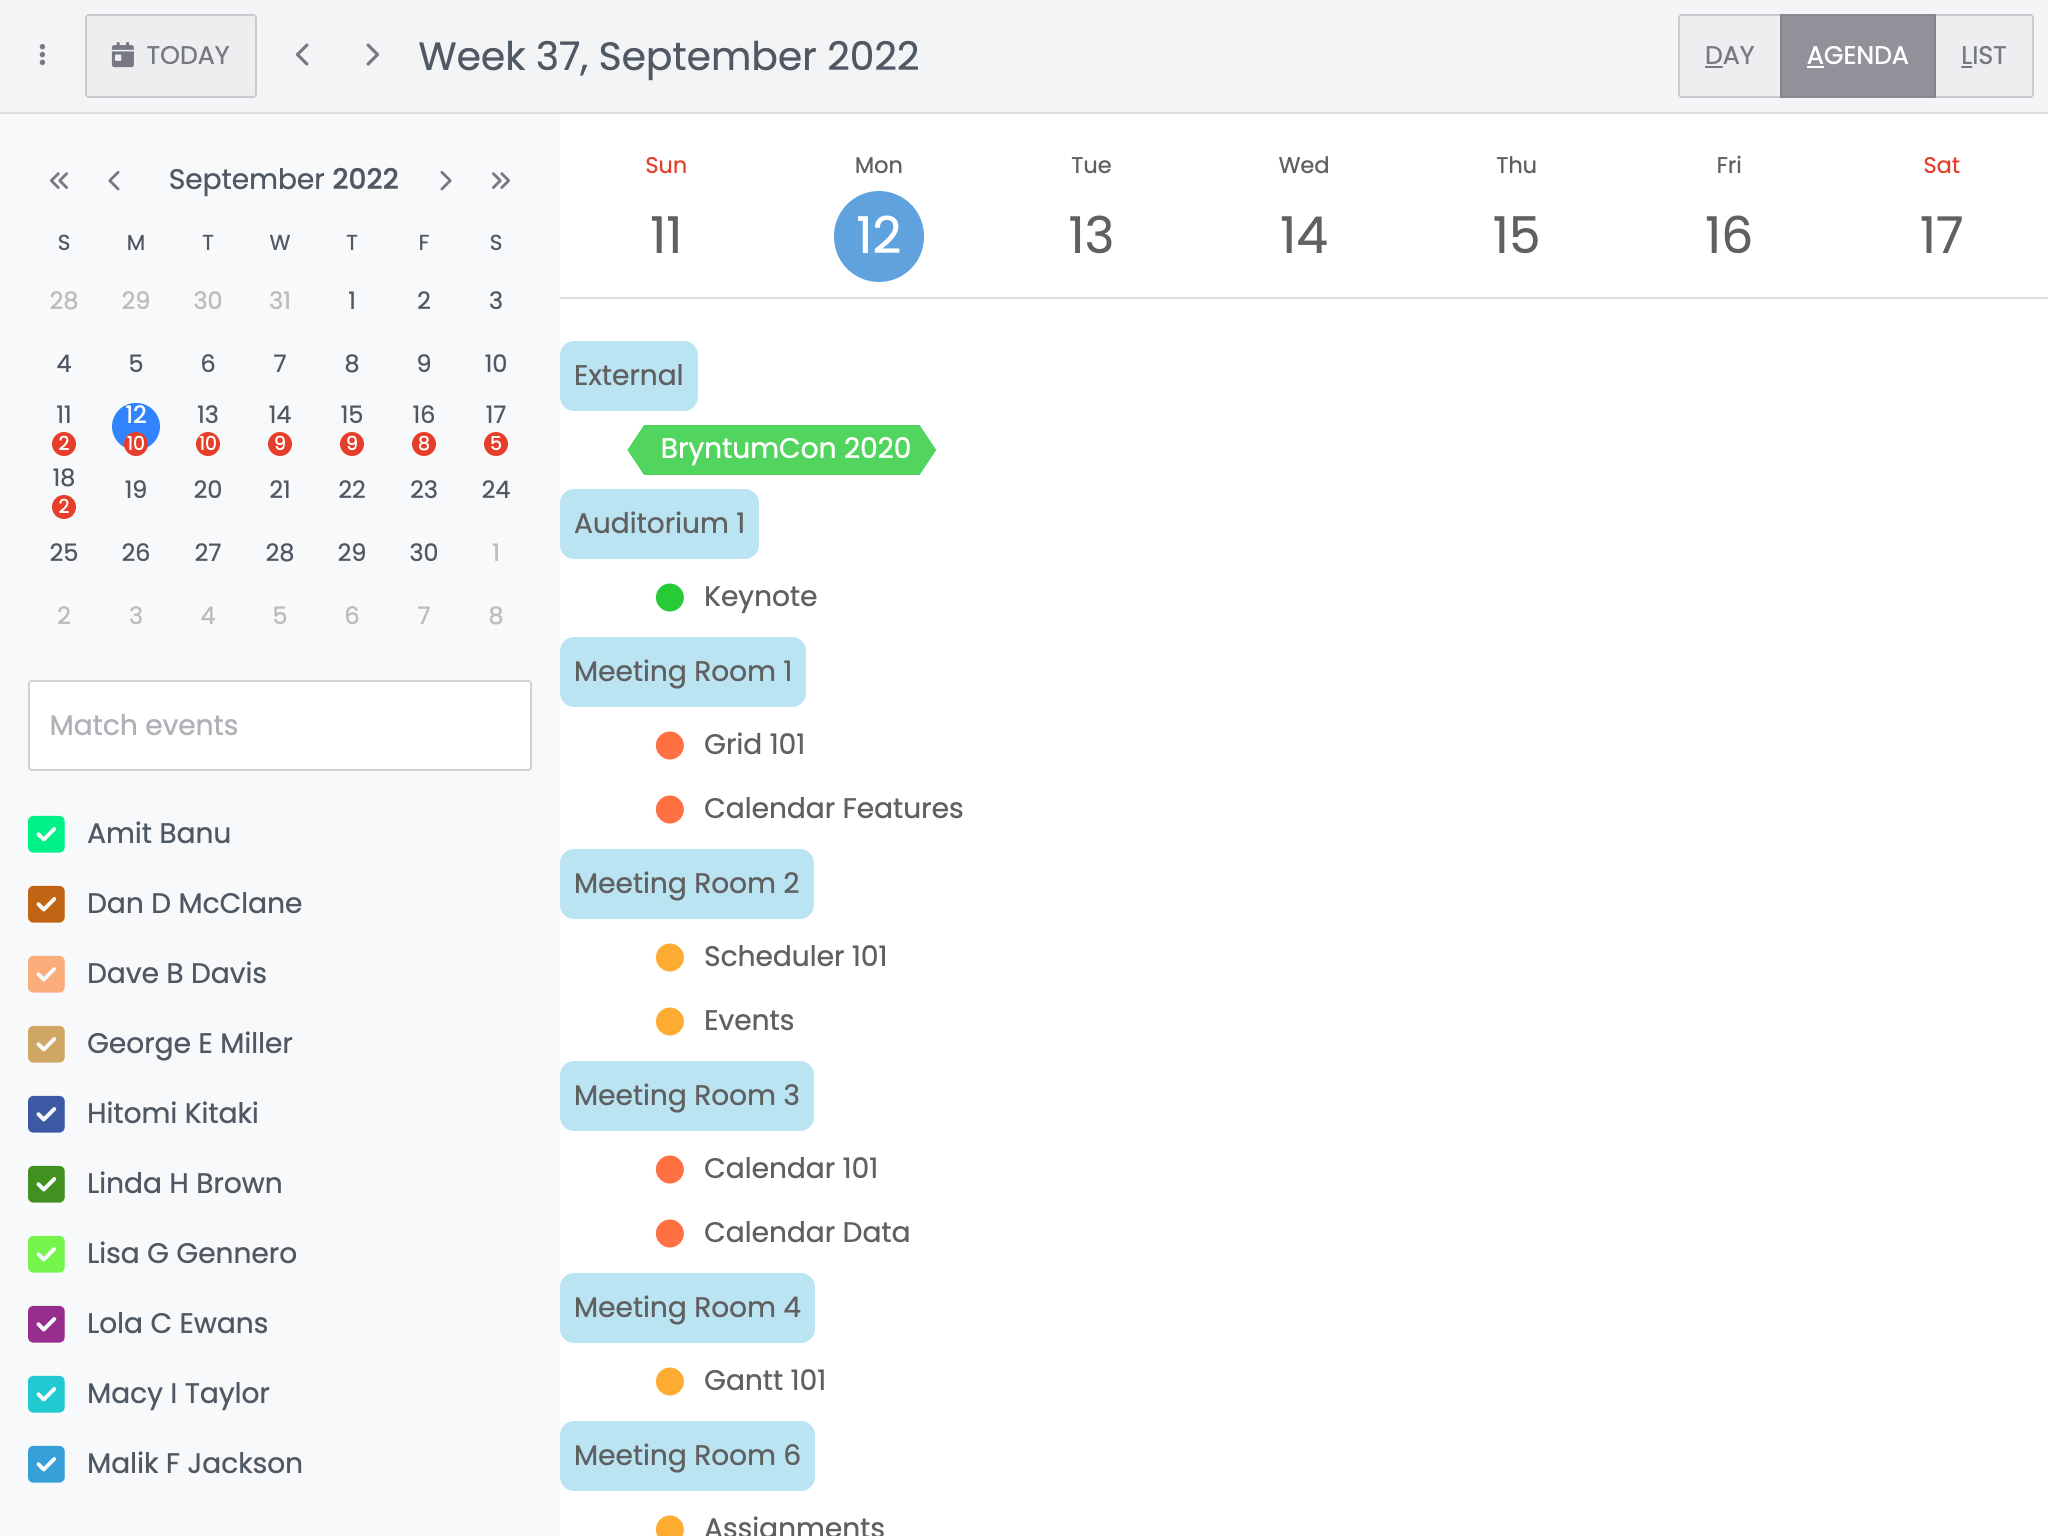 TODAY
Week 37, September 2022
DAY
AGENDA
LIST
September 2022
S M T W T F S
28 29 30 31 1 2 3
4 5 6 7 8 9 10
11 12 13 14 15 16 17
2 10 10 9 9 8 5
18 19 20 21 22 23 24
2
25 26 27 28 29 30 1
2 3 4 5 6 7 8
Match events
Amit Banu
Dan D McClane
Dave B Davis
George E Miller
Hitomi Kitaki
Linda H Brown
Lisa G Gennero
Lola C Ewans
Macy I Taylor
Malik F Jackson
Sun Mon Tue Wed Thu Fri Sat
11 12 13 14 15 16 17
External
BryntumCon 2020
Auditorium 1
Keynote
Meeting Room 1
Grid 101
Calendar Features
Meeting Room 2
Scheduler 101
Events
Meeting Room 3
Calendar 101
Calendar Data
Meeting Room 4
Gantt 101
Meeting Room 6
Assignments